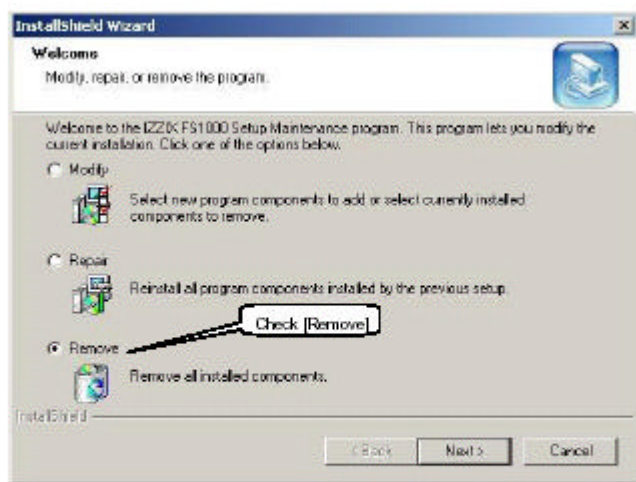 InstallShield Wizard
Welcome
Modify, repair, or remove the program.
Welcome to the IZZIX FS1000 Setup Maintenance program. This program lets you modify the
current installation. Click one of the options below.
Modify
Select new program components to add or select currently installed
components to remove.
Repair
Reinstall all program components installed by the previous setup.
Check [Remove]
Remove
Remove all installed components.
InstallShield
< Back
Next >
Cancel